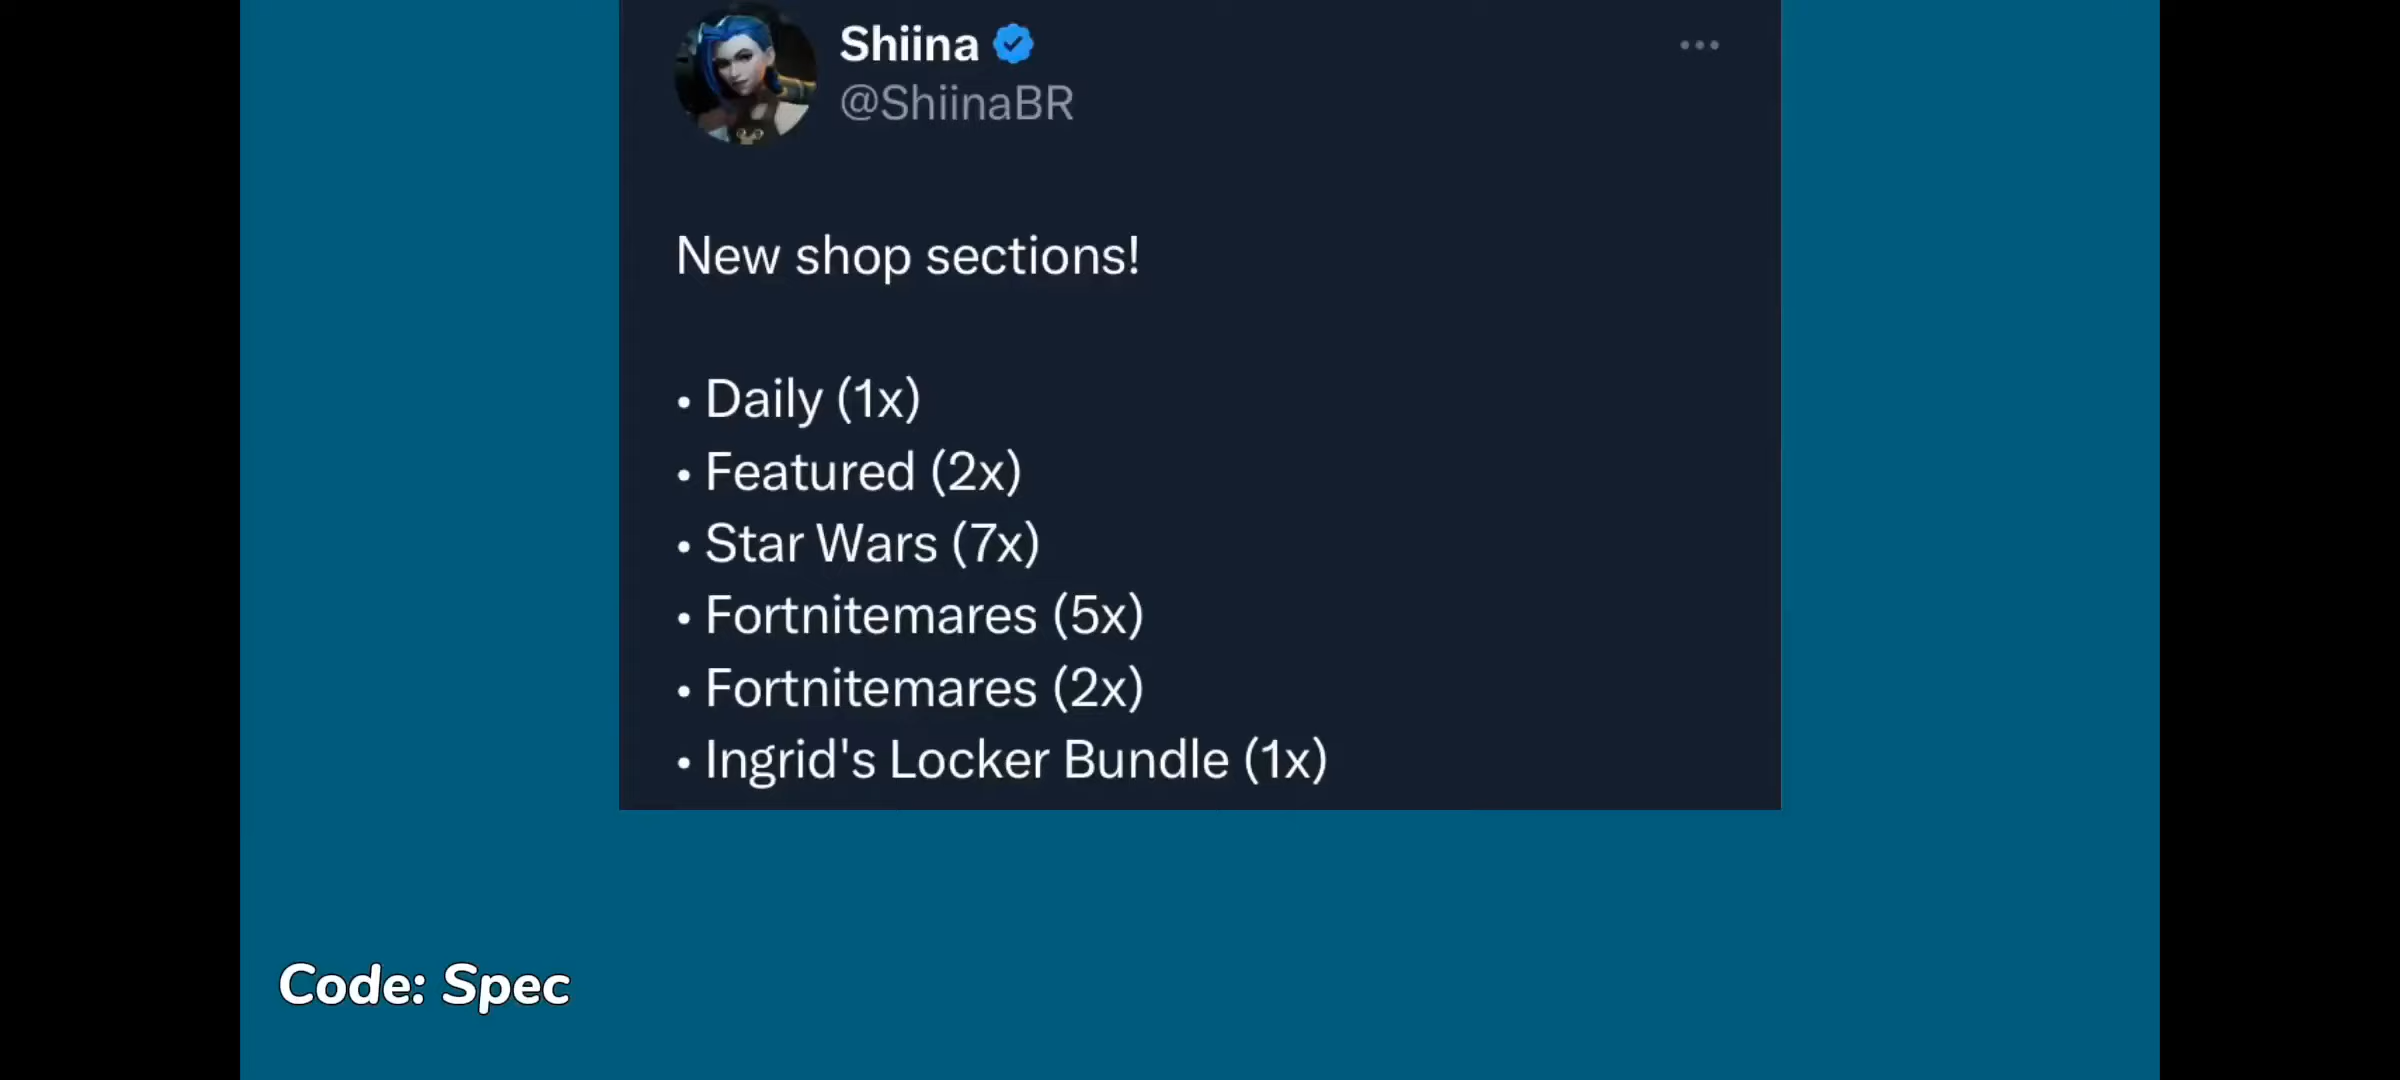 Shiina
@ShiinaBR
New shop sections!
• Daily (1x)
• Featured (2x)
• Star Wars (7x)
• Fortnitemares (5x)
• Fortnitemares (2x)
• Ingrid's Locker Bundle (1x)
Code: Spec